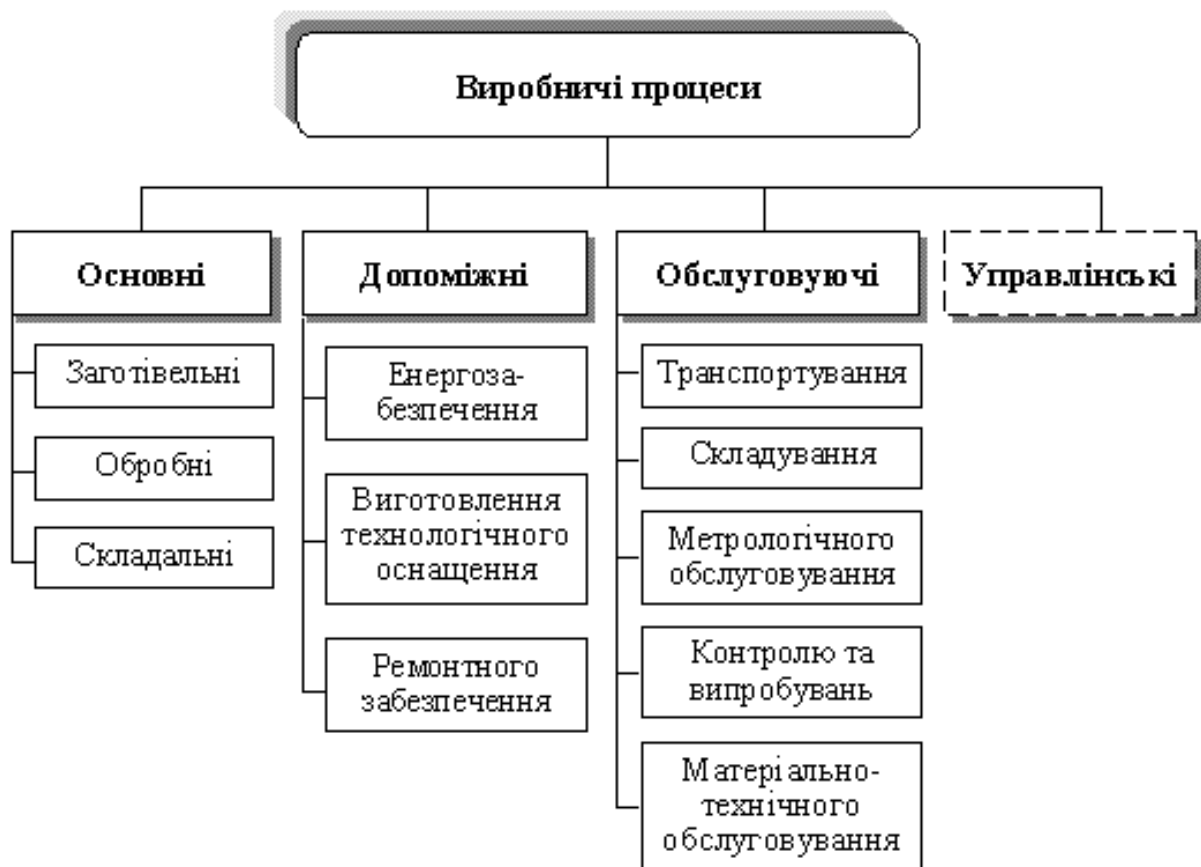 Виробничі процеси
Основні
Допоміжні
Обслуговуючі
Управлінські
Заготівельні
Обробні
Складальні
Енергоза-
безпечення
Виготовлення
технологічного
оснащення
Ремонтного
забезпечення
Транспортування
Складування
Метрологічного
обслуговування
Контролю та
випробувань
Матеріально-
технічного
обслуговування